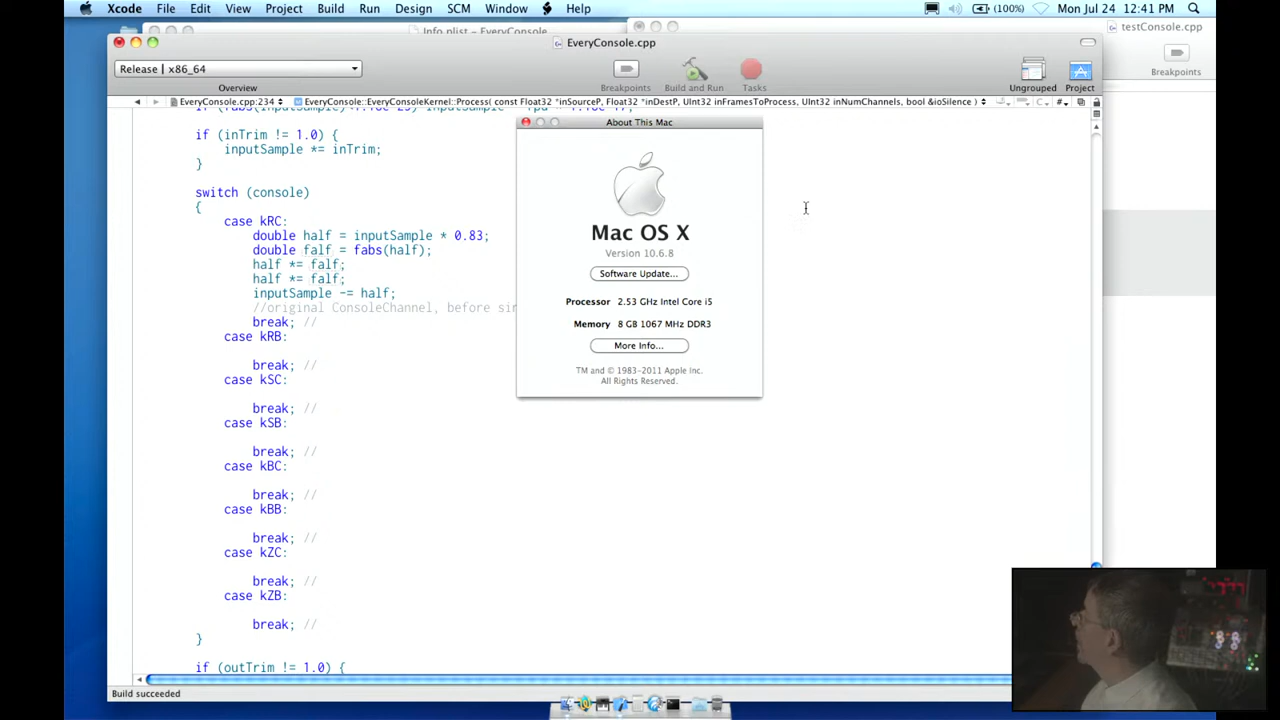 Xcode File Edit View Project Build Run Design SCM Window Help (100%) Mon Jul 24 12:41 PM
Info.plist - EveryConsole
testConsole.cpp
EveryConsole.cpp
Release | x86_64
Overview Breakpoints Build and Run Tasks Ungrouped Project
Breakpoints
EveryConsole.cpp:234 EveryConsole::EveryConsoleKernel::Process( const Float32 *inSourceP, Float32 *inDestP, UInt32 inFramesToProcess, UInt32 inNumChannels, bool &ioSilence )
if (inTrim != 1.0) {
inputSample *= inTrim;
}
switch (console)
{
case kRC:
double half = inputSample * 0.83;
double falf = fabs(half);
half *= falf;
half *= falf;
inputSample -= half;
//original ConsoleChannel, before
break; //
case kRB:
break; //
case kSC:
break; //
case kSB:
break; //
case kBC:
break; //
case kBB:
break; //
case kZC:
break; //
case kZB:
break; //
}
if (outTrim != 1.0) {
Build succeeded
About This Mac
Mac OS X
Version 10.6.8
Software Update...
Processor 2.53 GHz Intel Core i5
Memory 8 GB 1067 MHz DDR3
More Info...
TM and © 1983-2011 Apple Inc.
All Rights Reserved.